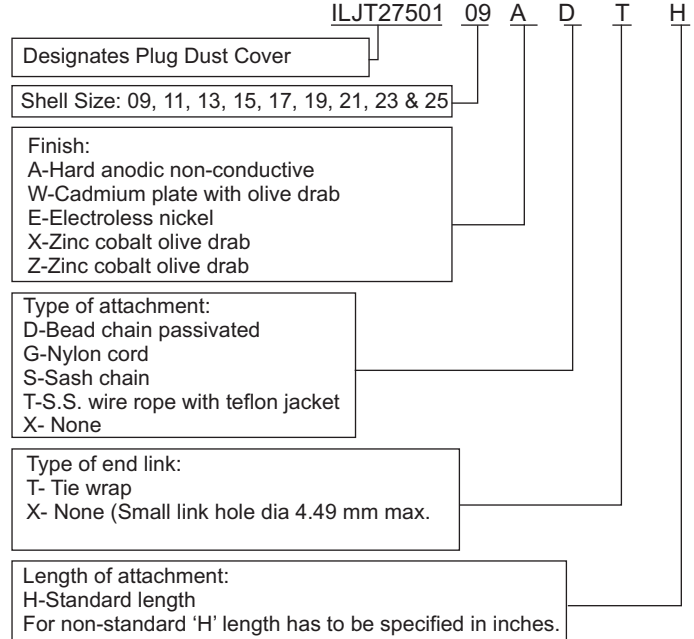 ILJT27501 09 A D T H
Designates Plug Dust Cover
Shell Size: 09, 11, 13, 15, 17, 19, 21, 23 & 25
Finish:
A-Hard anodic non-conductive
W-Cadmium plate with olive drab
E-Electroless nickel
X-Zinc cobalt olive drab
Z-Zinc cobalt olive drab
Type of attachment:
D-Bead chain passivated
G-Nylon cord
S-Sash chain
T-S.S. wire rope with teflon jacket
X- None
Type of end link:
T- Tie wrap
X- None (Small link hole dia 4.49 mm max.
Length of attachment:
H-Standard length
For non-standard ‘H’ length has to be specified in inches.